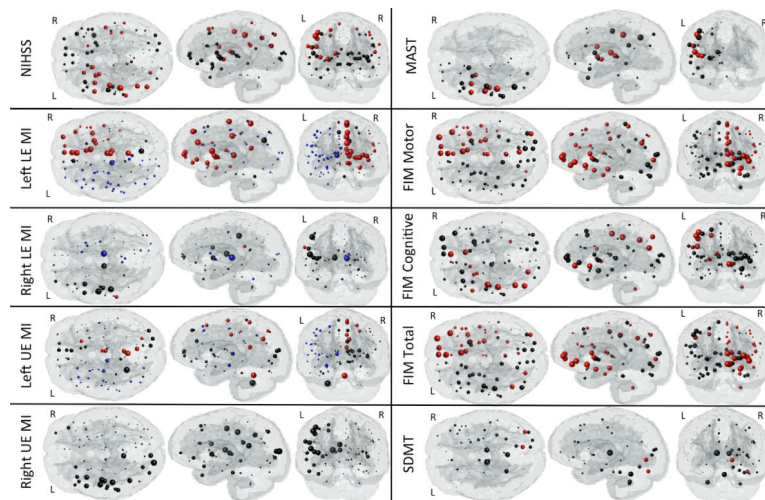 R
L
R
NIHSS
L
L
R
MAST
R
L
R
Left LE MI
L
L
R
FIM Motor
R
L
R
Right LE MI
L
L
R
FIM Cognitive
R
L
R
Left UE MI
L
L
R
FIM Total
L
R
L
R
Right UE MI
L
L
R
SDMT